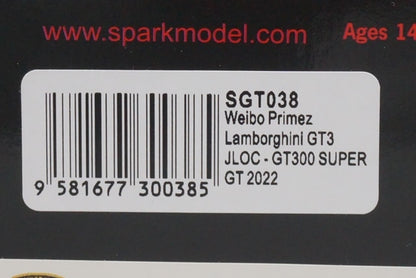 www.sparkmodel.com Ages 14
SGT038
Weibo Primez
Lamborghini GT3
JLOC - GT300 SUPER
GT 2022
9 581677 300385